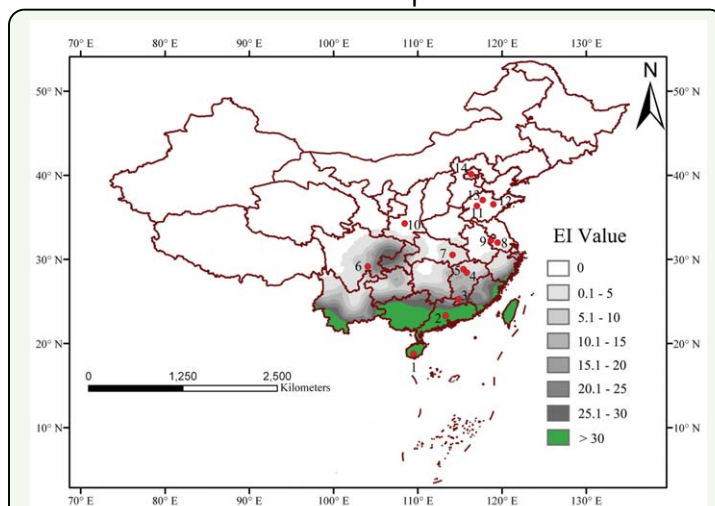 70° E 80° E 90° E 100° E 110° E 120° E 130° E
N
50° N 50° N
40° N 40° N
30° N 30° N
20° N 20° N
10° N 10° N
14
13
12
11
10
9 8
7
6
5
4
3
2
1
EI Value
0
0.1 - 5
5.1 - 10
10.1 - 15
15.1 - 20
20.1 - 25
25.1 - 30
> 30
0 1,250 2,500
Kilometers
70° E 80° E 90° E 100° E 110° E 120° E 130° E